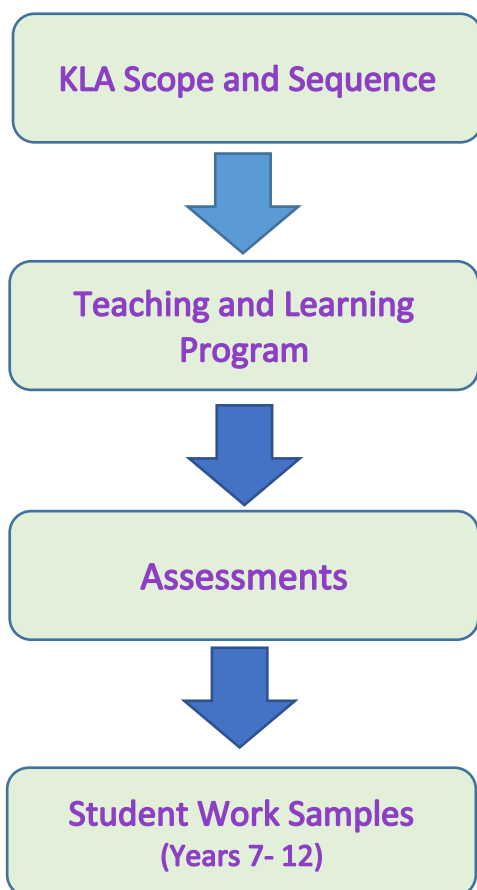 KLA Scope and Sequence
Teaching and Learning
Program
Assessments
Student Work Samples
(Years 7- 12)